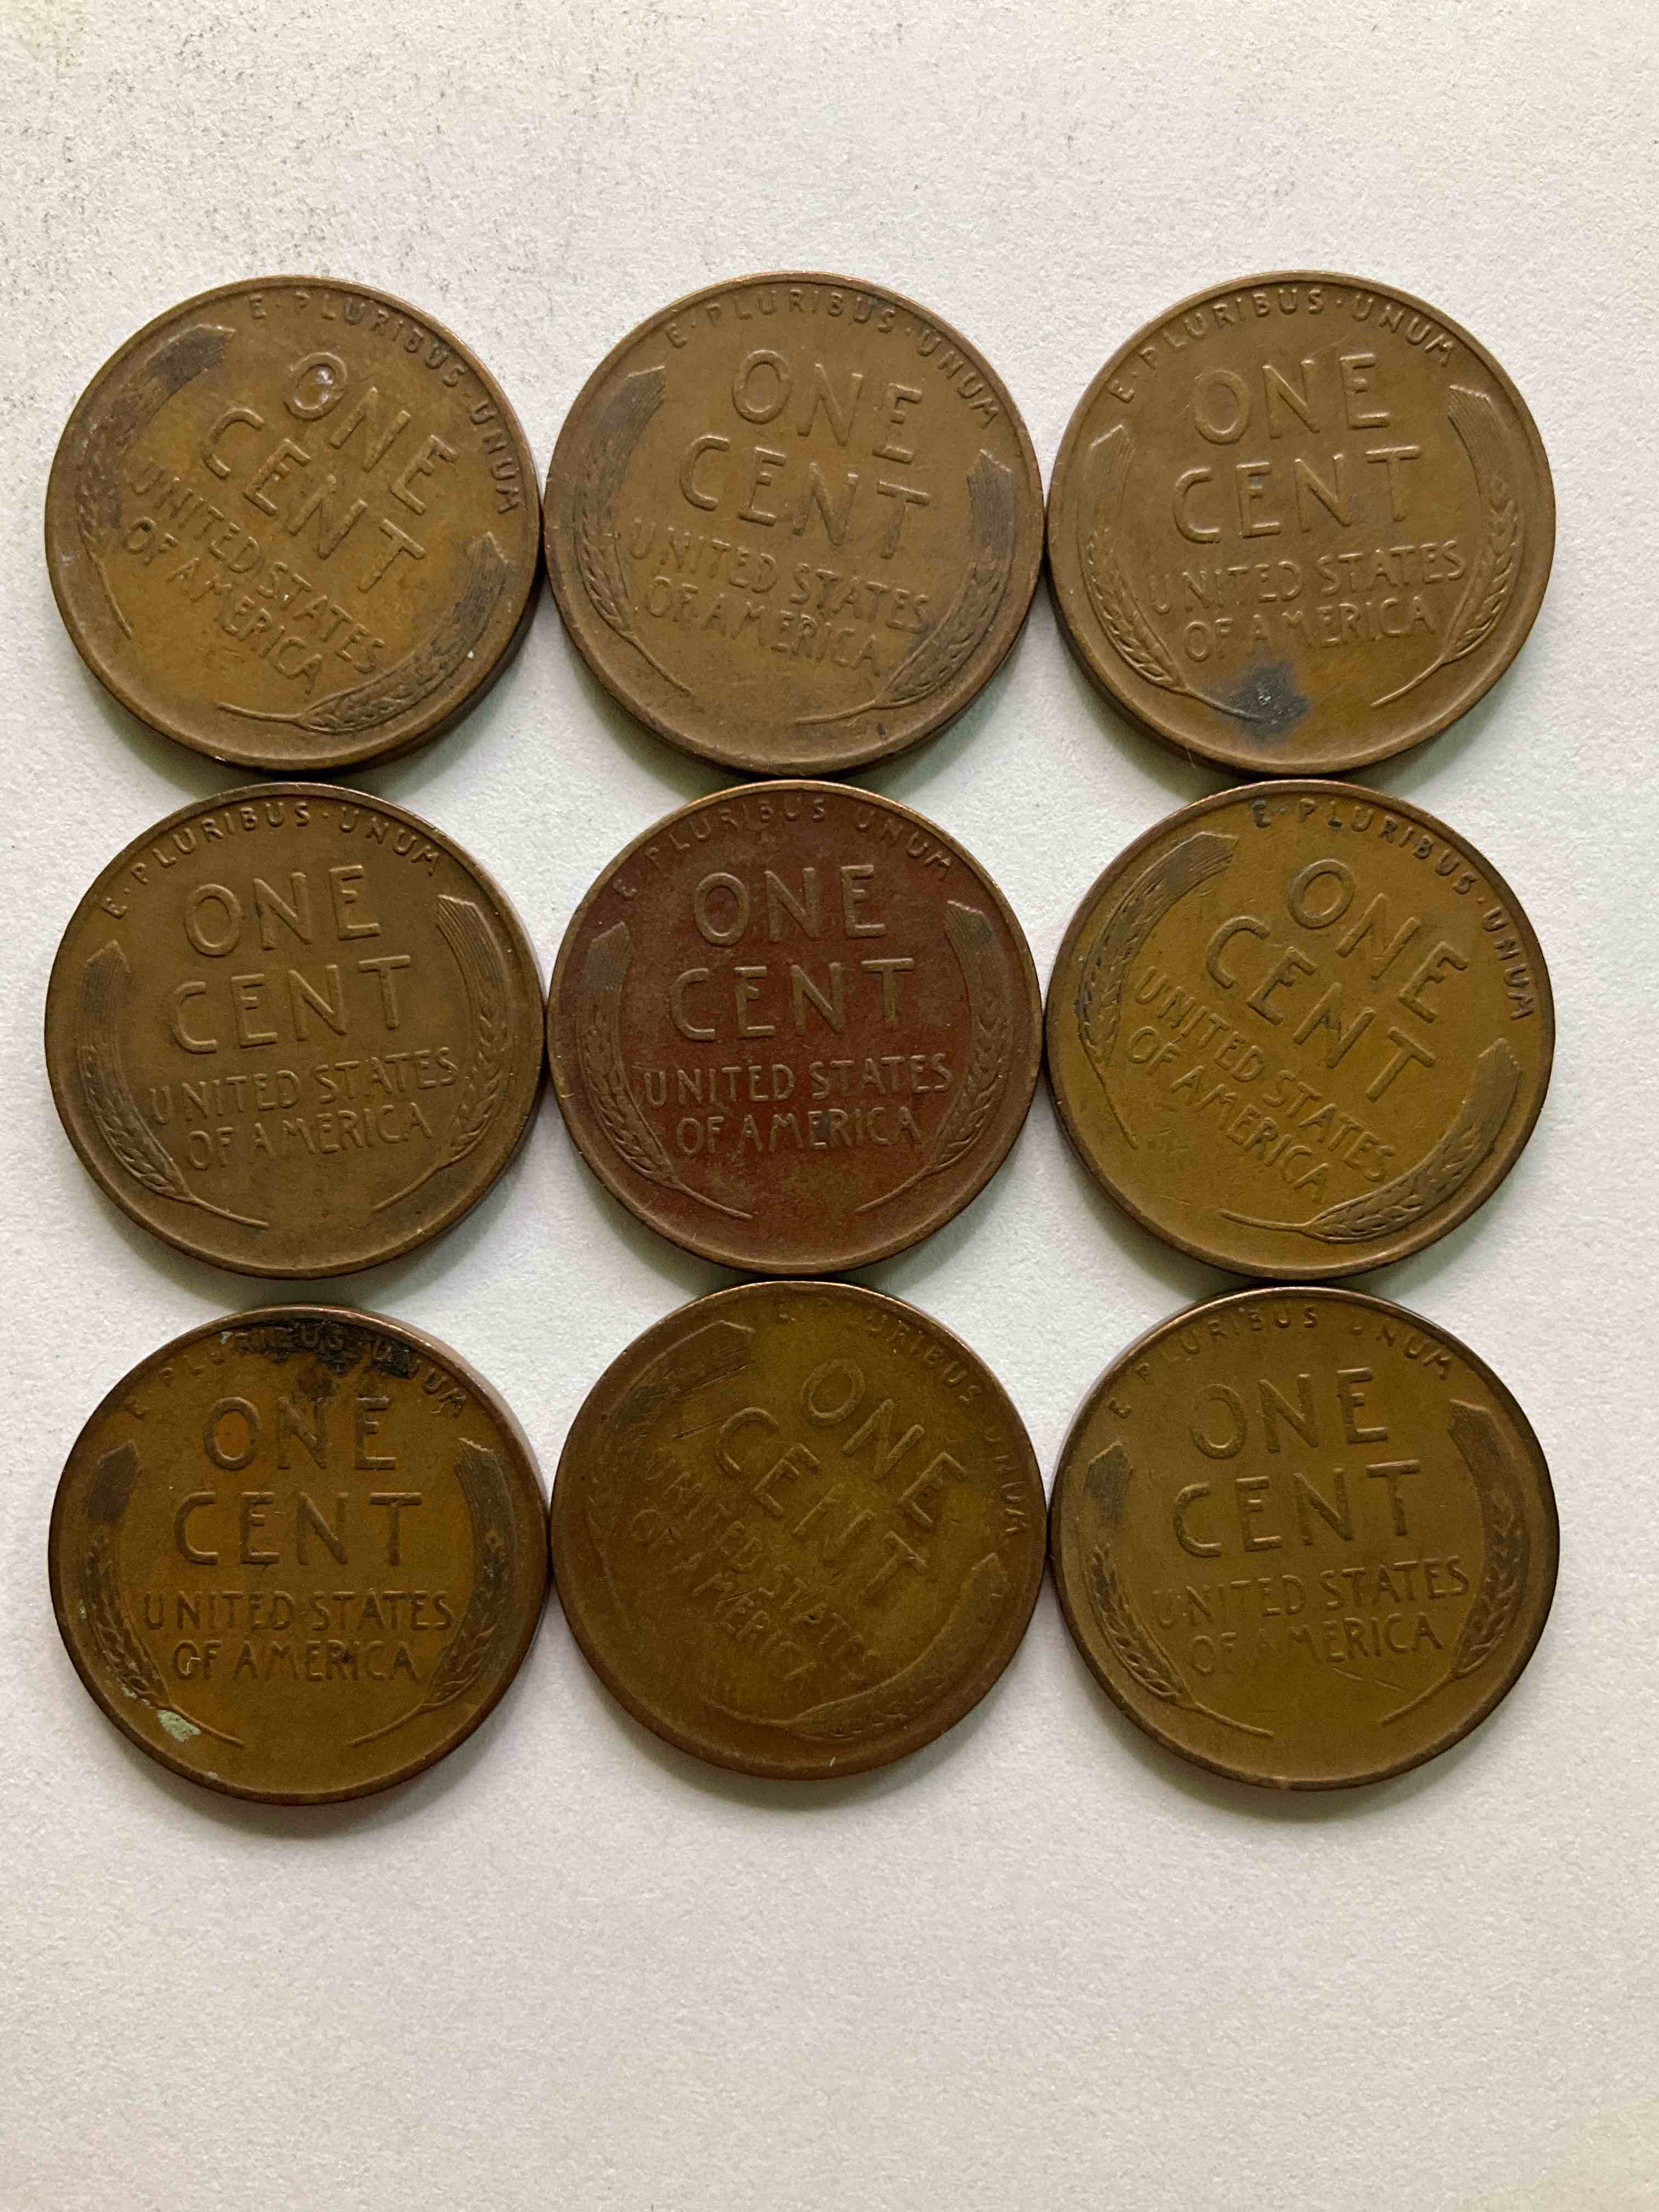 E·PLURIBUS·UNUM
ONE
CENT
UNITED STATES
OF AMERICA
E·PLURIBUS·UNUM
ONE
CENT
UNITED STATES
OF AMERICA
E·PLURIBUS·UNUM
ONE
CENT
UNITED STATES
OF AMERICA
E·PLURIBUS·UNUM
ONE
CENT
UNITED STATES
OF AMERICA
E PLURIBUS UNUM
ONE
CENT
UNITED STATES
OF AMERICA
E·PLURIBUS·UNUM
ONE
CENT
UNITED STATES
OF AMERICA
E PLURIBUS·UNUM
ONE
CENT
UNITED STATES
OF AMERICA
E PLURIBUS UNUM
ONE
CENT
UNITED STATES
OF AMERICA
E PLURIBUS UNUM
ONE
CENT
UNITED STATES
OF AMERICA